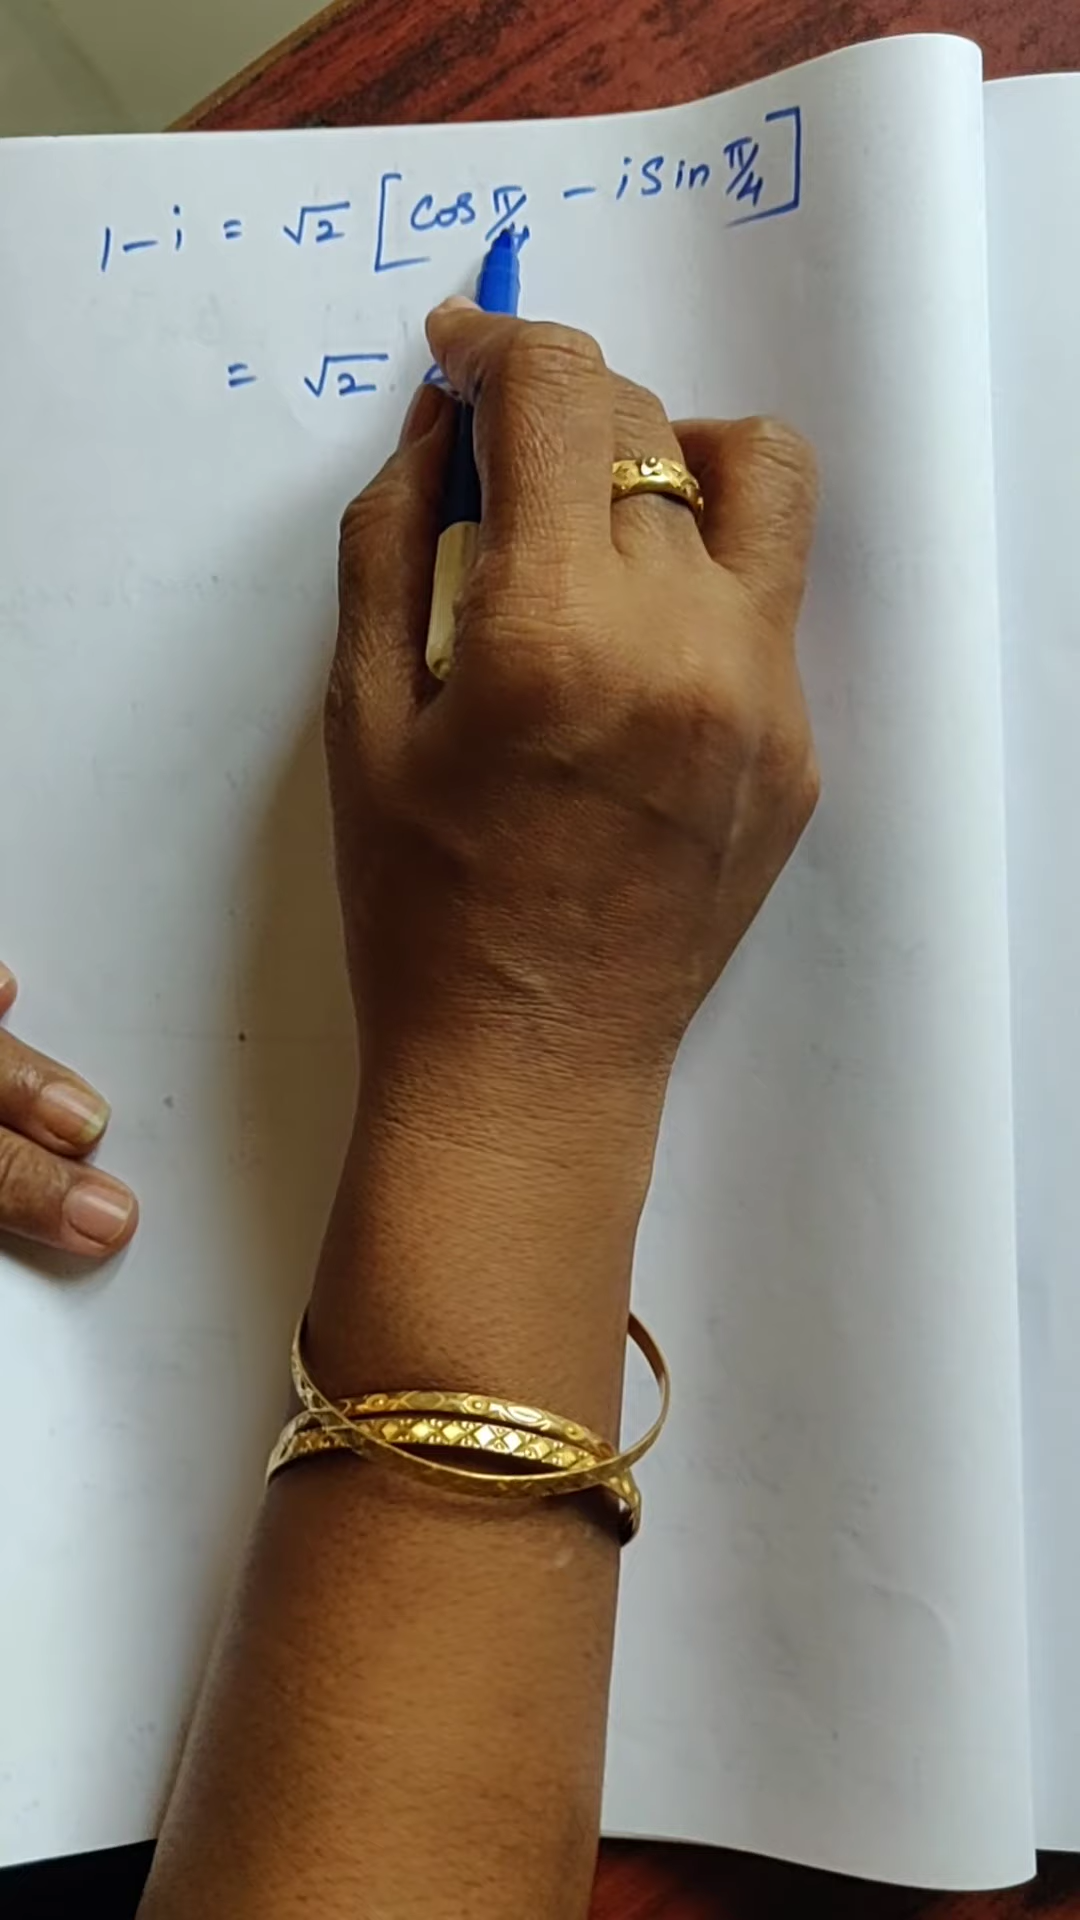 1-i = √2 [cos π/4 - i sin π/4]
= √2